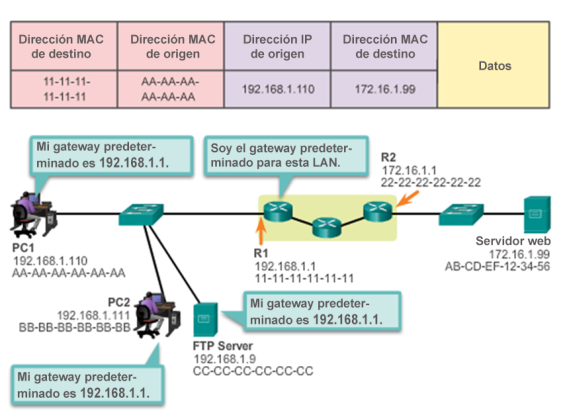 Dirección MAC
de destino
Dirección MAC
de origen
Dirección IP
de origen
Dirección MAC
de destino
Datos
11-11-11-
11-11-11
AA-AA-AA-
AA-AA-AA
192.168.1.110
172.16.1.99
Mi gateway predeter-
minado es 192.168.1.1.
Soy el gateway predeter-
minado para esta LAN.
R2
172.16.1.1
22-22-22-22-22-22
PC1
192.168.1.110
AA-AA-AA-AA-AA-AA
R1
192.168.1.1
11-11-11-11-11-11
Servidor web
172.16.1.99
AB-CD-EF-12-34-56
PC2
192.168.1.111
BB-BB-BB-BB-BB-BB
Mi gateway predeter-
minado es 192.168.1.1.
FTP Server
192.168.1.9
CC-CC-CC-CC-CC-CC
Mi gateway predeter-
minado es 192.168.1.1.